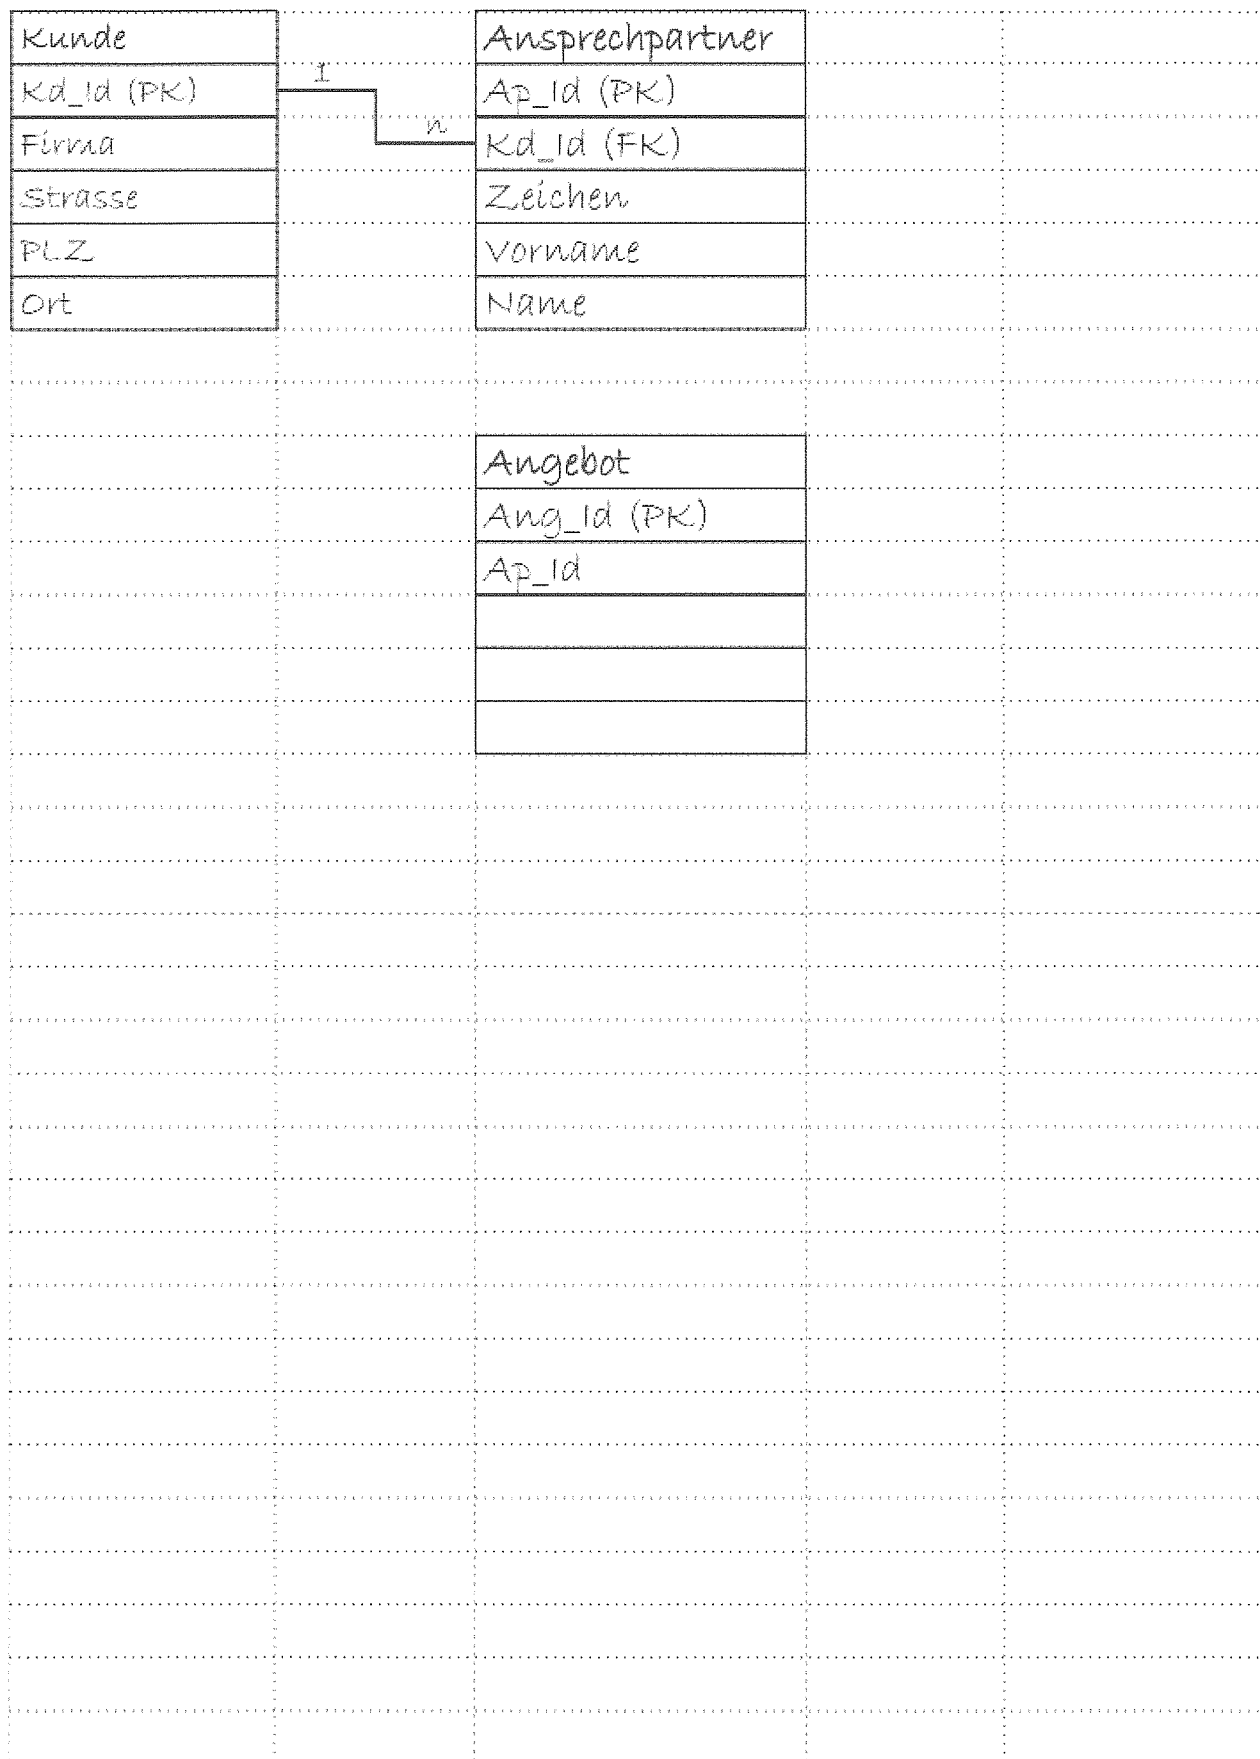 Kunde
Kd_Id (PK)
Firma
Strasse
PLZ
Ort
1
n
Ansprechpartner
Ap_Id (PK)
Kd_Id (FK)
Zeichen
Vorname
Name
Angebot
Ang_Id (PK)
Ap_Id